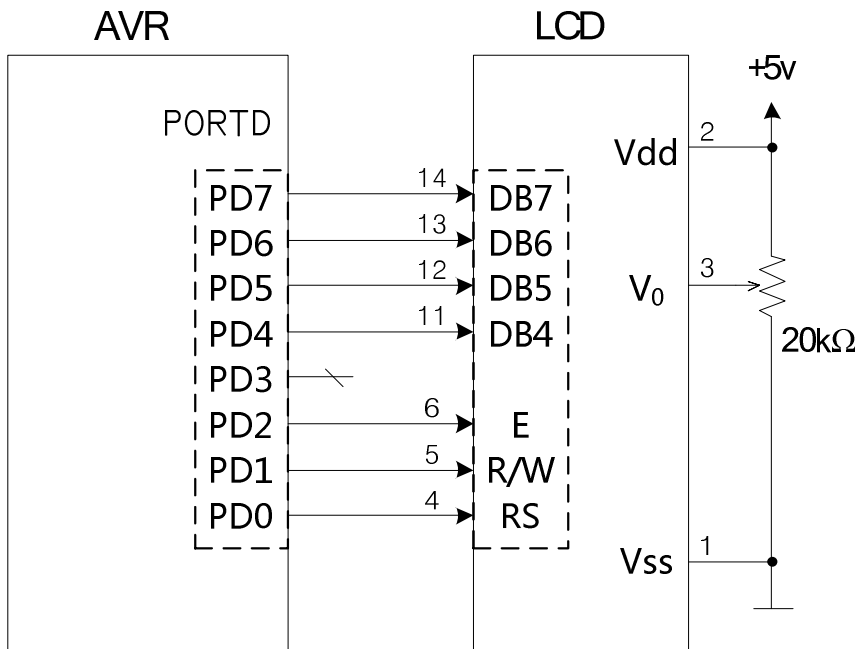 AVR
LCD
+5v
PORTD
Vdd 2
PD7 14 DB7
PD6 13 DB6
PD5 12 DB5
V0 3
PD4 11 DB4
20kΩ
PD3
PD2 6 E
PD1 5 R/W
PD0 4 RS
Vss 1